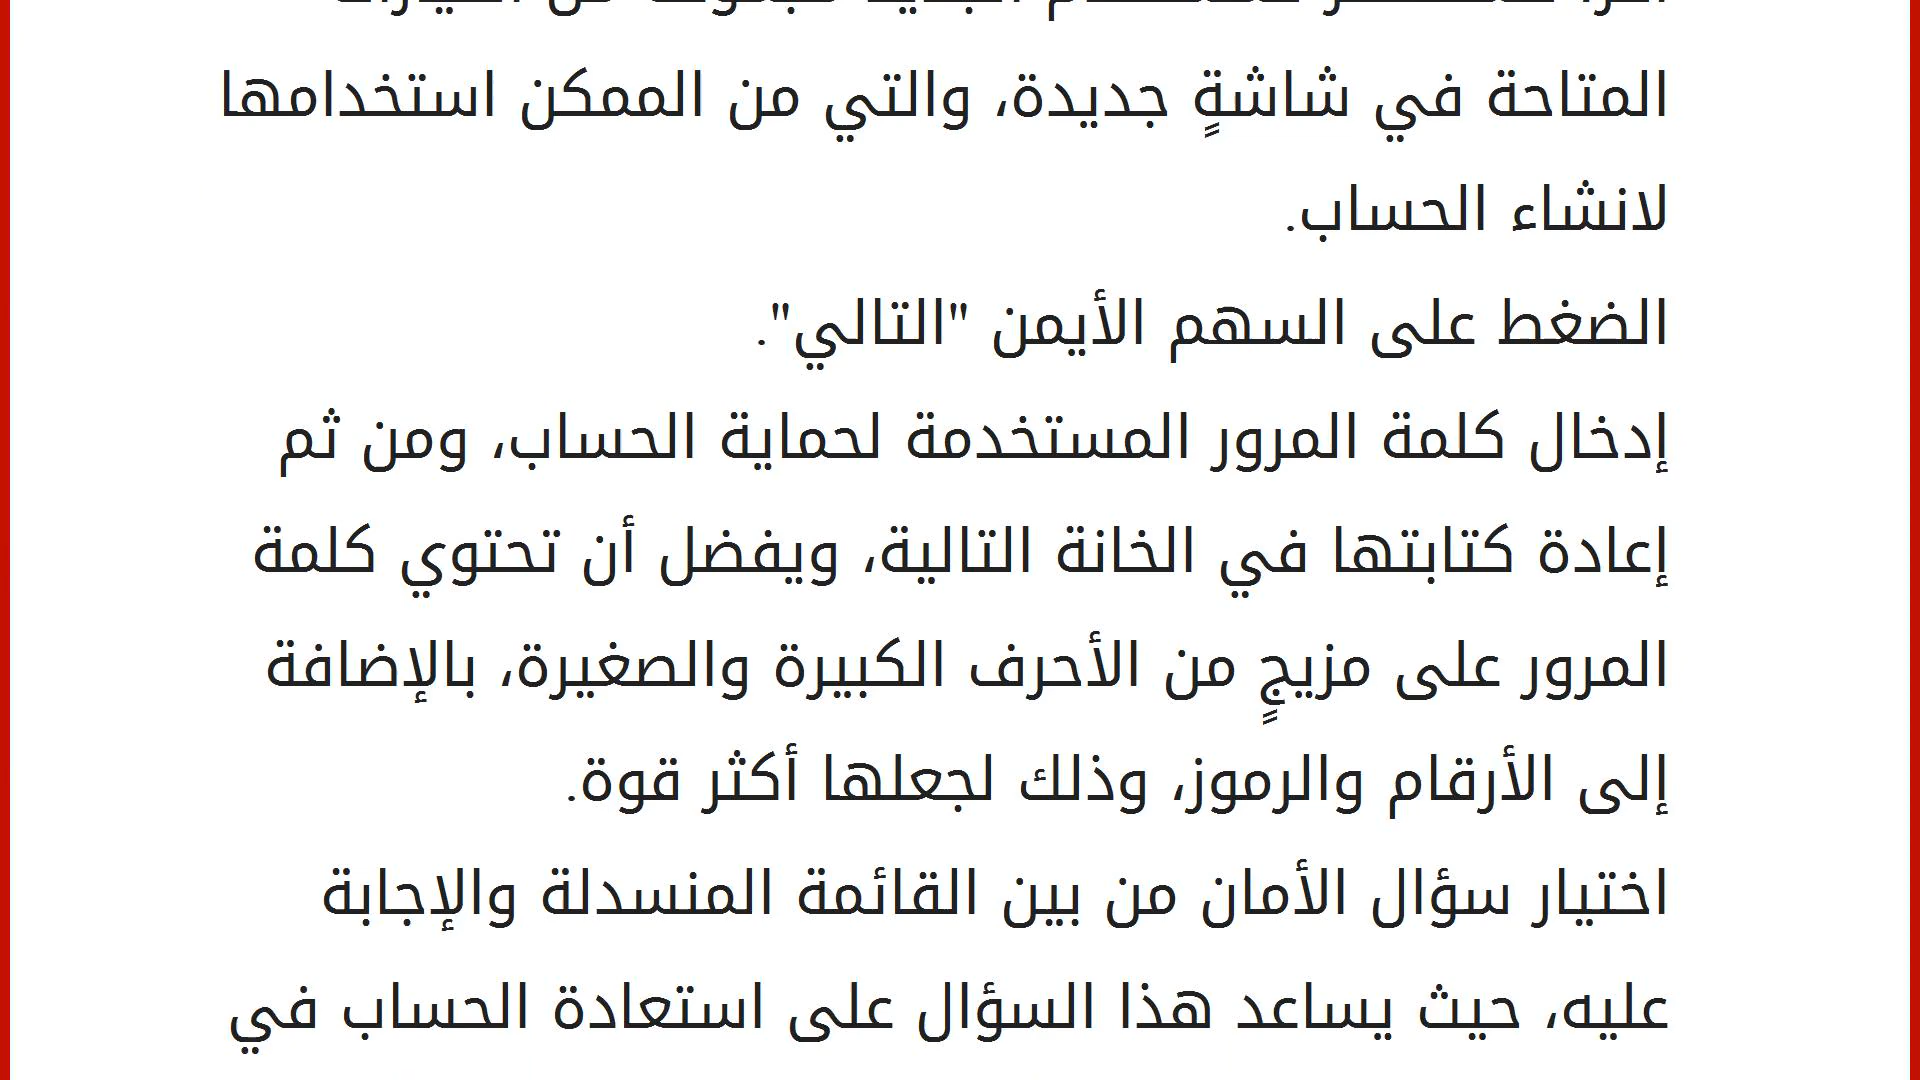 المتاحة في شاشةٍ جديدة، والتي من الممكن استخدامها
لانشاء الحساب.
الضغط على السهم الأيمن "التالي".
إدخال كلمة المرور المستخدمة لحماية الحساب، ومن ثم
إعادة كتابتها في الخانة التالية، ويفضل أن تحتوي كلمة
المرور على مزيجٍ من الأحرف الكبيرة والصغيرة، بالإضافة
إلى الأرقام والرموز، وذلك لجعلها أكثر قوة.
اختيار سؤال الأمان من بين القائمة المنسدلة والإجابة
عليه، حيث يساعد هذا السؤال على استعادة الحساب في